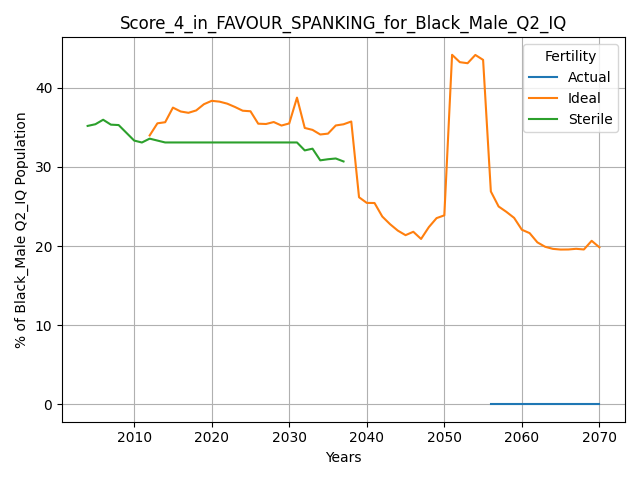 Score_4_in_FAVOUR_SPANKING_for_Black_Male_Q2_IQ
Fertility
Actual
Ideal
Sterile
% of Black_Male Q2_IQ Population
40
30
20
10
0
2010 2020 2030 2040 2050 2060 2070
Years